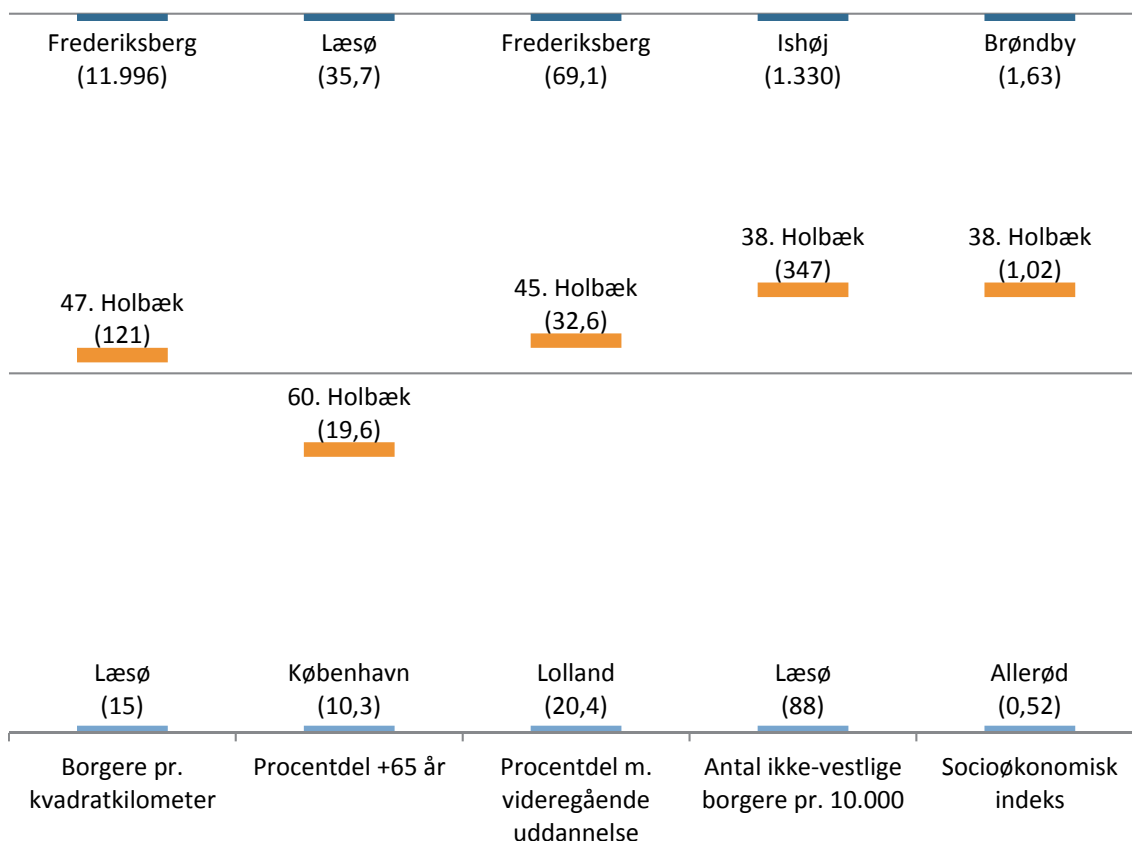 Frederiksberg
(11.996)
Læsø
(35,7)
Frederiksberg
(69,1)
Ishøj
(1.330)
Brøndby
(1,63)
47. Holbæk
(121)
60. Holbæk
(19,6)
45. Holbæk
(32,6)
38. Holbæk
(347)
38. Holbæk
(1,02)
Læsø
(15)
København
(10,3)
Lolland
(20,4)
Læsø
(88)
Allerød
(0,52)
Borgere pr.
kvadratkilometer
Procentdel +65 år
Procentdel m.
videregående
uddannelse
Antal ikke-vestlige
borgere pr. 10.000
Socioøkonomisk
indeks